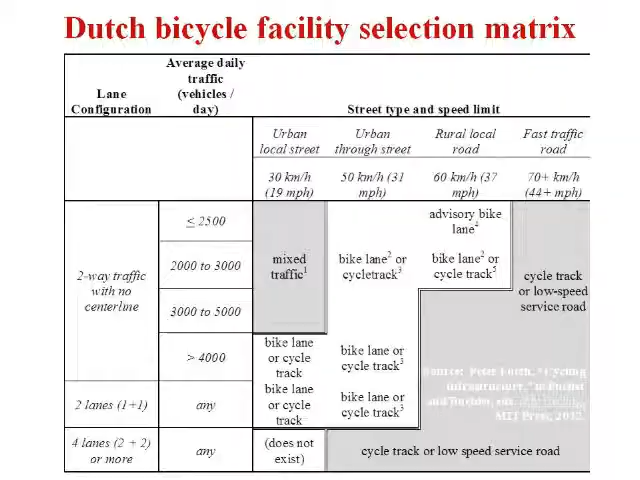 Dutch bicycle facility selection matrix
Average daily
traffic
Lane (vehicles /
Configuration day) Street type and speed limit
Urban Urban Rural local Fast traffic
local street through street road road
30 km/h 50 km/h (31 60 km/h (37 70+ km/h
(19 mph) mph) mph) (44+ mph)
≤ 2500 advisory bike
lane⁴
2-way traffic
with no
centerline
2000 to 3000
mixed
traffic¹
bike lane² or
cycletrack³
bike lane² or
cycle track⁵
cycle track
or low-speed
service road
3000 to 5000
> 4000
bike lane
or cycle
track
bike lane or
cycle track³
Source: Peter Furth, "Cycling
Infrastructure," in Pucher
and Buehler,
MIT Press, 2012.
2 lanes (1+1) any
bike lane
or cycle
track
bike lane or
cycle track³
4 lanes (2 + 2)
or more
any
(does not
exist)
cycle track or low speed service road